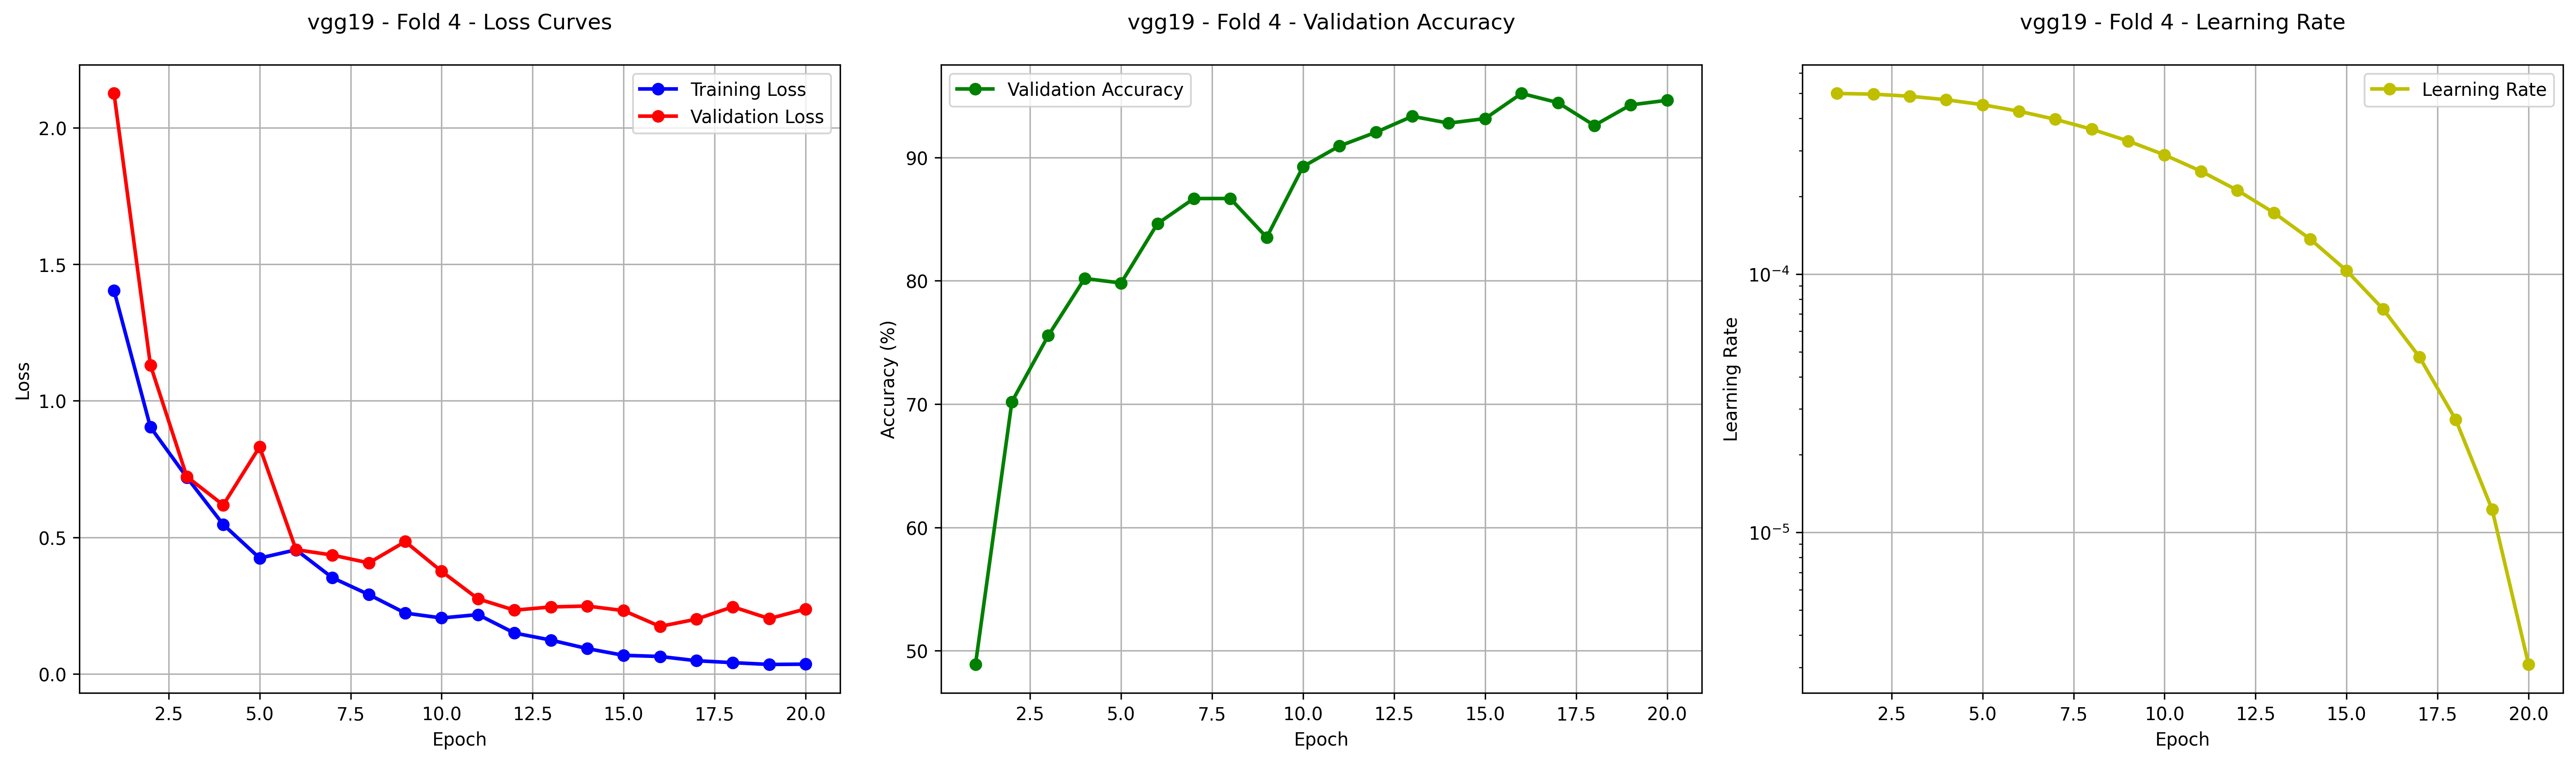 vgg19 - Fold 4 - Loss Curves
Training Loss
Validation Loss
2.0
1.5
1.0
0.5
0.0
Loss
2.5 5.0 7.5 10.0 12.5 15.0 17.5 20.0
Epoch
vgg19 - Fold 4 - Validation Accuracy
Validation Accuracy
90
80
70
60
50
Accuracy (%)
2.5 5.0 7.5 10.0 12.5 15.0 17.5 20.0
Epoch
vgg19 - Fold 4 - Learning Rate
Learning Rate
10⁻⁴
10⁻⁵
Learning Rate
2.5 5.0 7.5 10.0 12.5 15.0 17.5 20.0
Epoch